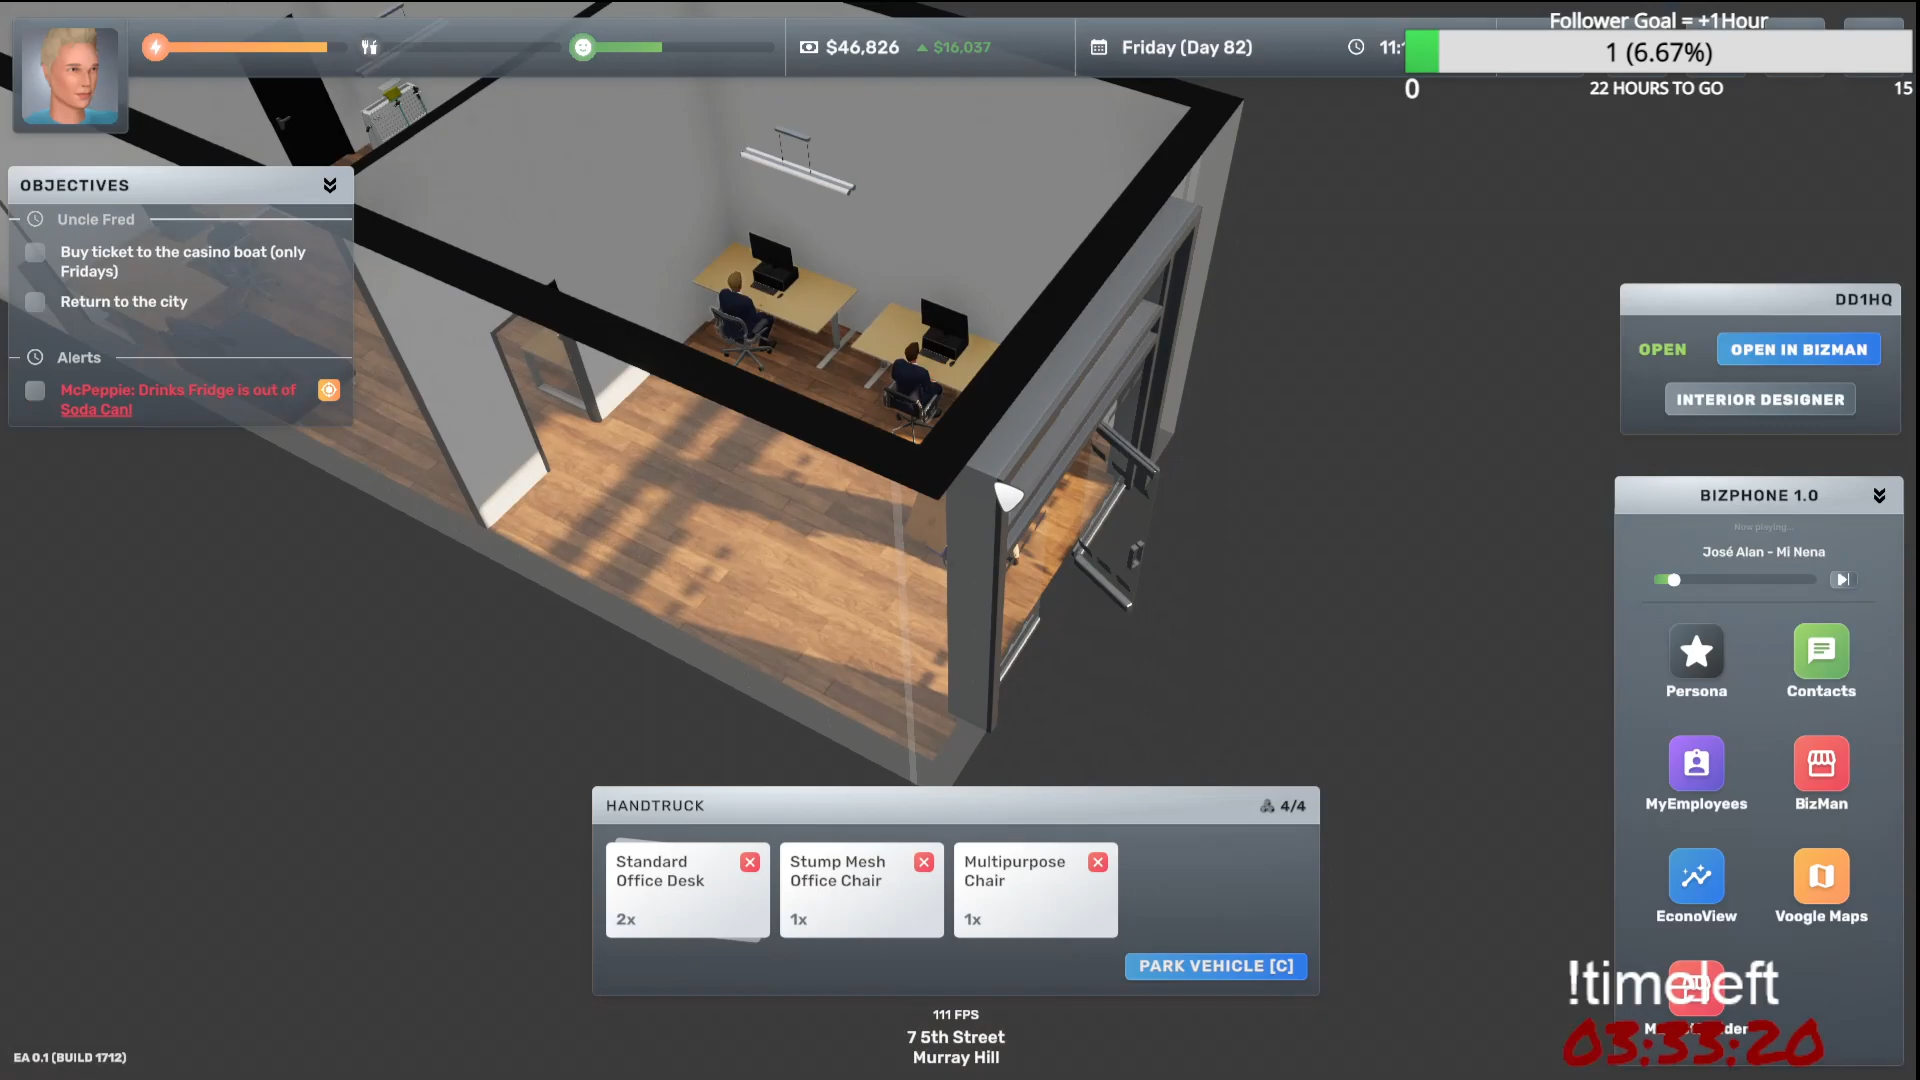 $46,826
$16,037
Friday (Day 82)
11:
Follower Goal = +1Hour
1 (6.67%)
0
22 HOURS TO GO
15
OBJECTIVES
Uncle Fred
Buy ticket to the casino boat (only
Fridays)
Return to the city
Alerts
McPeppie: Drinks Fridge is out of
Soda Can!
DD1HQ
OPEN
OPEN IN BIZMAN
INTERIOR DESIGNER
BIZPHONE 1.0
Now playing...
José Alan - Mi Nena
Persona
Contacts
MyEmployees
BizMan
EconoView
Voogle Maps
!timeleft
03:33:20
HANDTRUCK
4/4
Standard
Office Desk
2x
Stump Mesh
Office Chair
1x
Multipurpose
Chair
1x
PARK VEHICLE [C]
111 FPS
7 5th Street
Murray Hill
EA 0.1 (BUILD 1712)